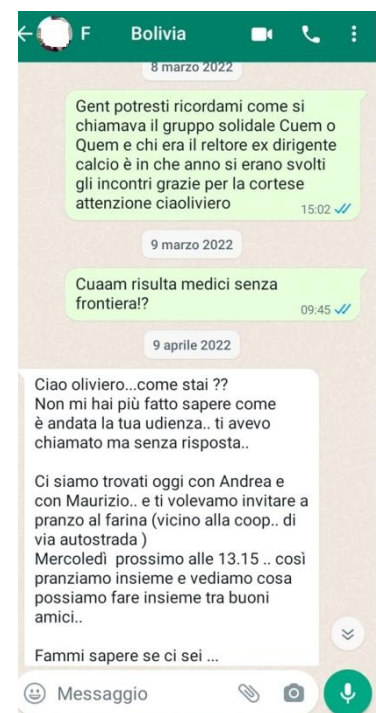 F Bolivia
8 marzo 2022
Gent potresti ricordami come si
chiamava il gruppo solidale Cuem o
Quem e chi era il reltore ex dirigente
calcio è in che anno si erano svolti
gli incontri grazie per la cortese
attenzione ciaoliviero
15:02
9 marzo 2022
Cuaam risulta medici senza
frontiera!?
09:45
9 aprile 2022
Ciao oliviero...come stai ??
Non mi hai più fatto sapere come
è andata la tua udienza.. ti avevo
chiamato ma senza risposta..
Ci siamo trovati oggi con Andrea e
con Maurizio.. e ti volevamo invitare a
pranzo al farina (vicino alla coop.. di
via autostrada )
Mercoledì prossimo alle 13.15 .. così
pranziamo insieme e vediamo cosa
possiamo fare insieme tra buoni
amici..
Fammi sapere se ci sei ...
Messaggio